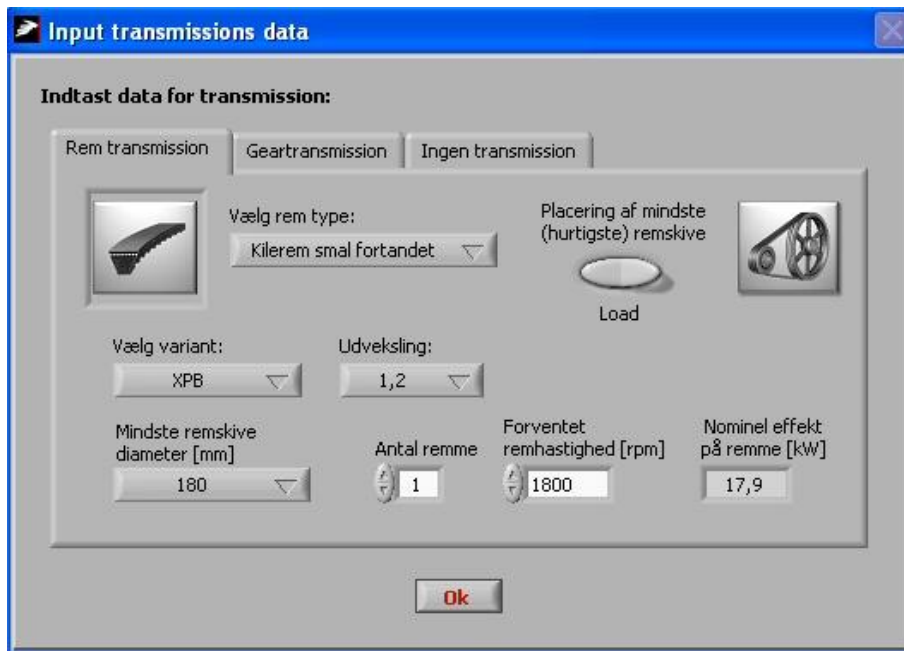 Input transmissions data
Indtast data for transmission:
Rem transmission
Geartransmission
Ingen transmission
Vælg rem type:
Kilerem smal fortandet
Placering af mindste
(hurtigste) remskive
Load
Vælg variant:
XPB
Udveksling:
1,2
Mindste remskive
diameter [mm]
180
Antal remme
1
Forventet
remhastighed [rpm]
1800
Nominel effekt
på remme [kW]
17,9
Ok